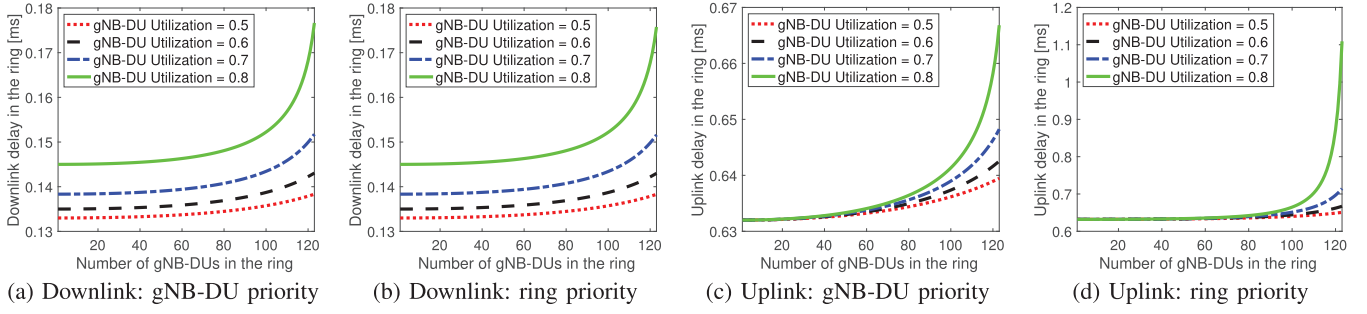 Downlink delay in the ring [ms]
0.18
0.17
0.16
0.15
0.14
0.13
gNB-DU Utilization = 0.5
gNB-DU Utilization = 0.6
gNB-DU Utilization = 0.7
gNB-DU Utilization = 0.8
20 40 60 80 100 120
Number of gNB-DUs in the ring
(a) Downlink: gNB-DU priority
Downlink delay in the ring [ms]
0.18
0.17
0.16
0.15
0.14
0.13
gNB-DU Utilization = 0.5
gNB-DU Utilization = 0.6
gNB-DU Utilization = 0.7
gNB-DU Utilization = 0.8
20 40 60 80 100 120
Number of gNB-DUs in the ring
(b) Downlink: ring priority
Uplink delay in the ring [ms]
0.67
0.66
0.65
0.64
0.63
gNB-DU Utilization = 0.5
gNB-DU Utilization = 0.6
gNB-DU Utilization = 0.7
gNB-DU Utilization = 0.8
20 40 60 80 100 120
Number of gNB-DUs in the ring
(c) Uplink: gNB-DU priority
Uplink delay in the ring [ms]
1.2
1.1
1
0.9
0.8
0.7
0.6
gNB-DU Utilization = 0.5
gNB-DU Utilization = 0.6
gNB-DU Utilization = 0.7
gNB-DU Utilization = 0.8
20 40 60 80 100 120
Number of gNB-DUs in the ring
(d) Uplink: ring priority